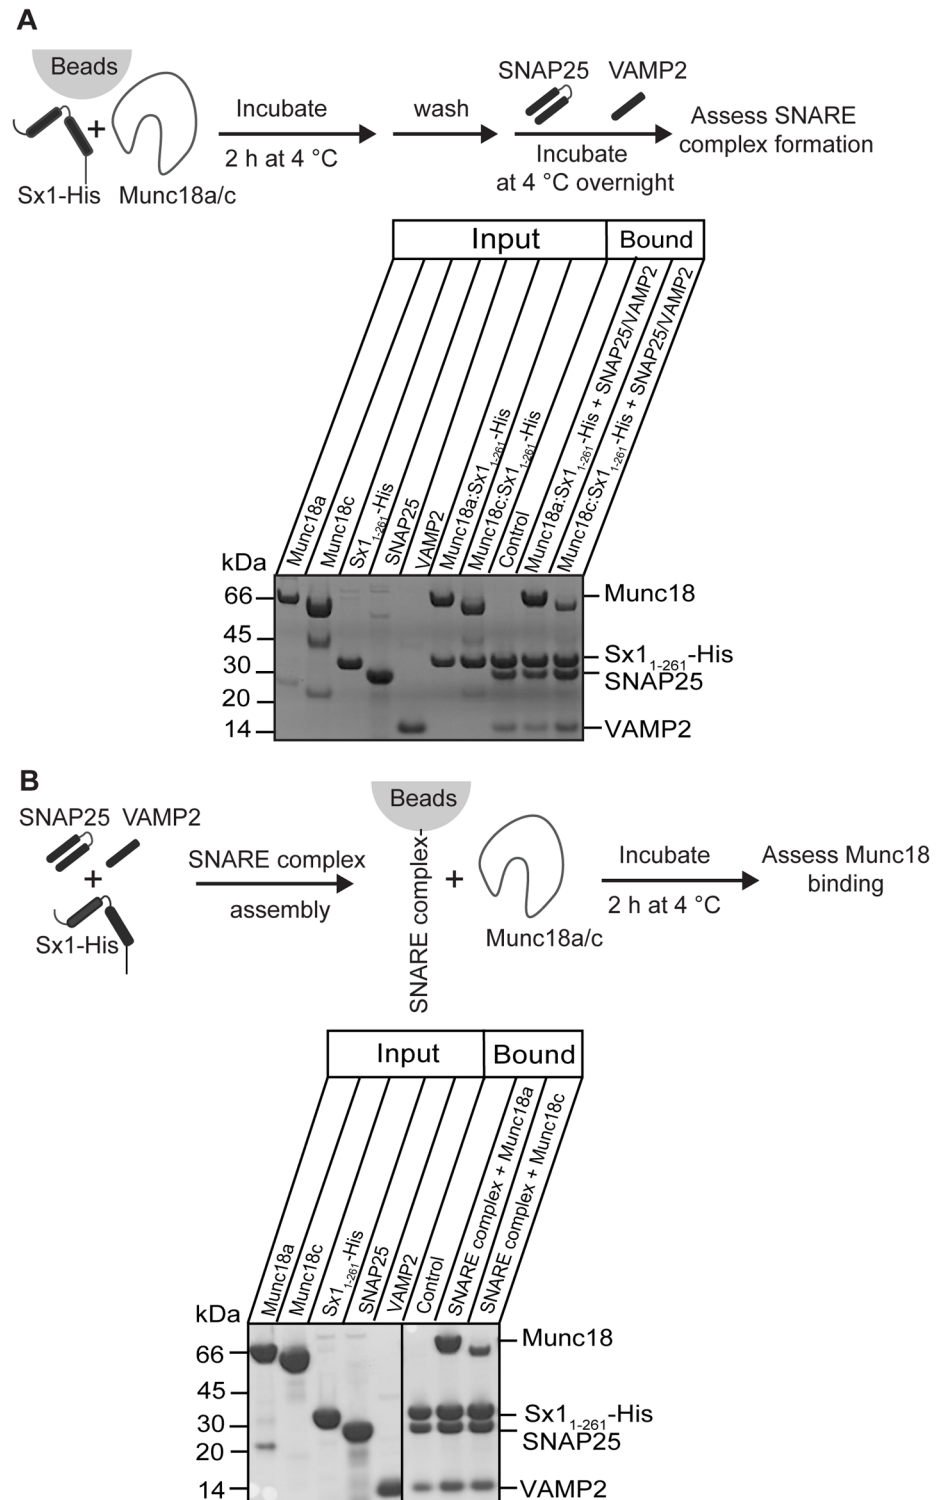 A
Beads
SNAP25 VAMP2
Incubate
wash
+
2 h at 4 °C
Assess SNARE
complex formation
Incubate
at 4 °C overnight
Sx1-His Munc18a/c
Input Bound
Munc18a
Munc18c
Sx1₁₋₂₆₁-His
SNAP25
VAMP2
Munc18a:Sx1₁₋₂₆₁-His
Munc18c:Sx1₁₋₂₆₁-His
Control
Munc18a:Sx1₁₋₂₆₁-His + SNAP25/VAMP2
Munc18c:Sx1₁₋₂₆₁-His + SNAP25/VAMP2
kDa
66
45
30
20
14
Munc18
Sx1₁₋₂₆₁-His
SNAP25
VAMP2
B
SNAP25 VAMP2
+
Sx1-His
SNARE complex
assembly
Beads
SNARE complex-
+
Munc18a/c
Incubate
2 h at 4 °C
Assess Munc18
binding
Input Bound
Munc18a
Munc18c
Sx1₁₋₂₆₁-His
SNAP25
VAMP2
Control
SNARE complex + Munc18a
SNARE complex + Munc18c
kDa
66
45
30
20
14
Munc18
Sx1₁₋₂₆₁-His
SNAP25
VAMP2